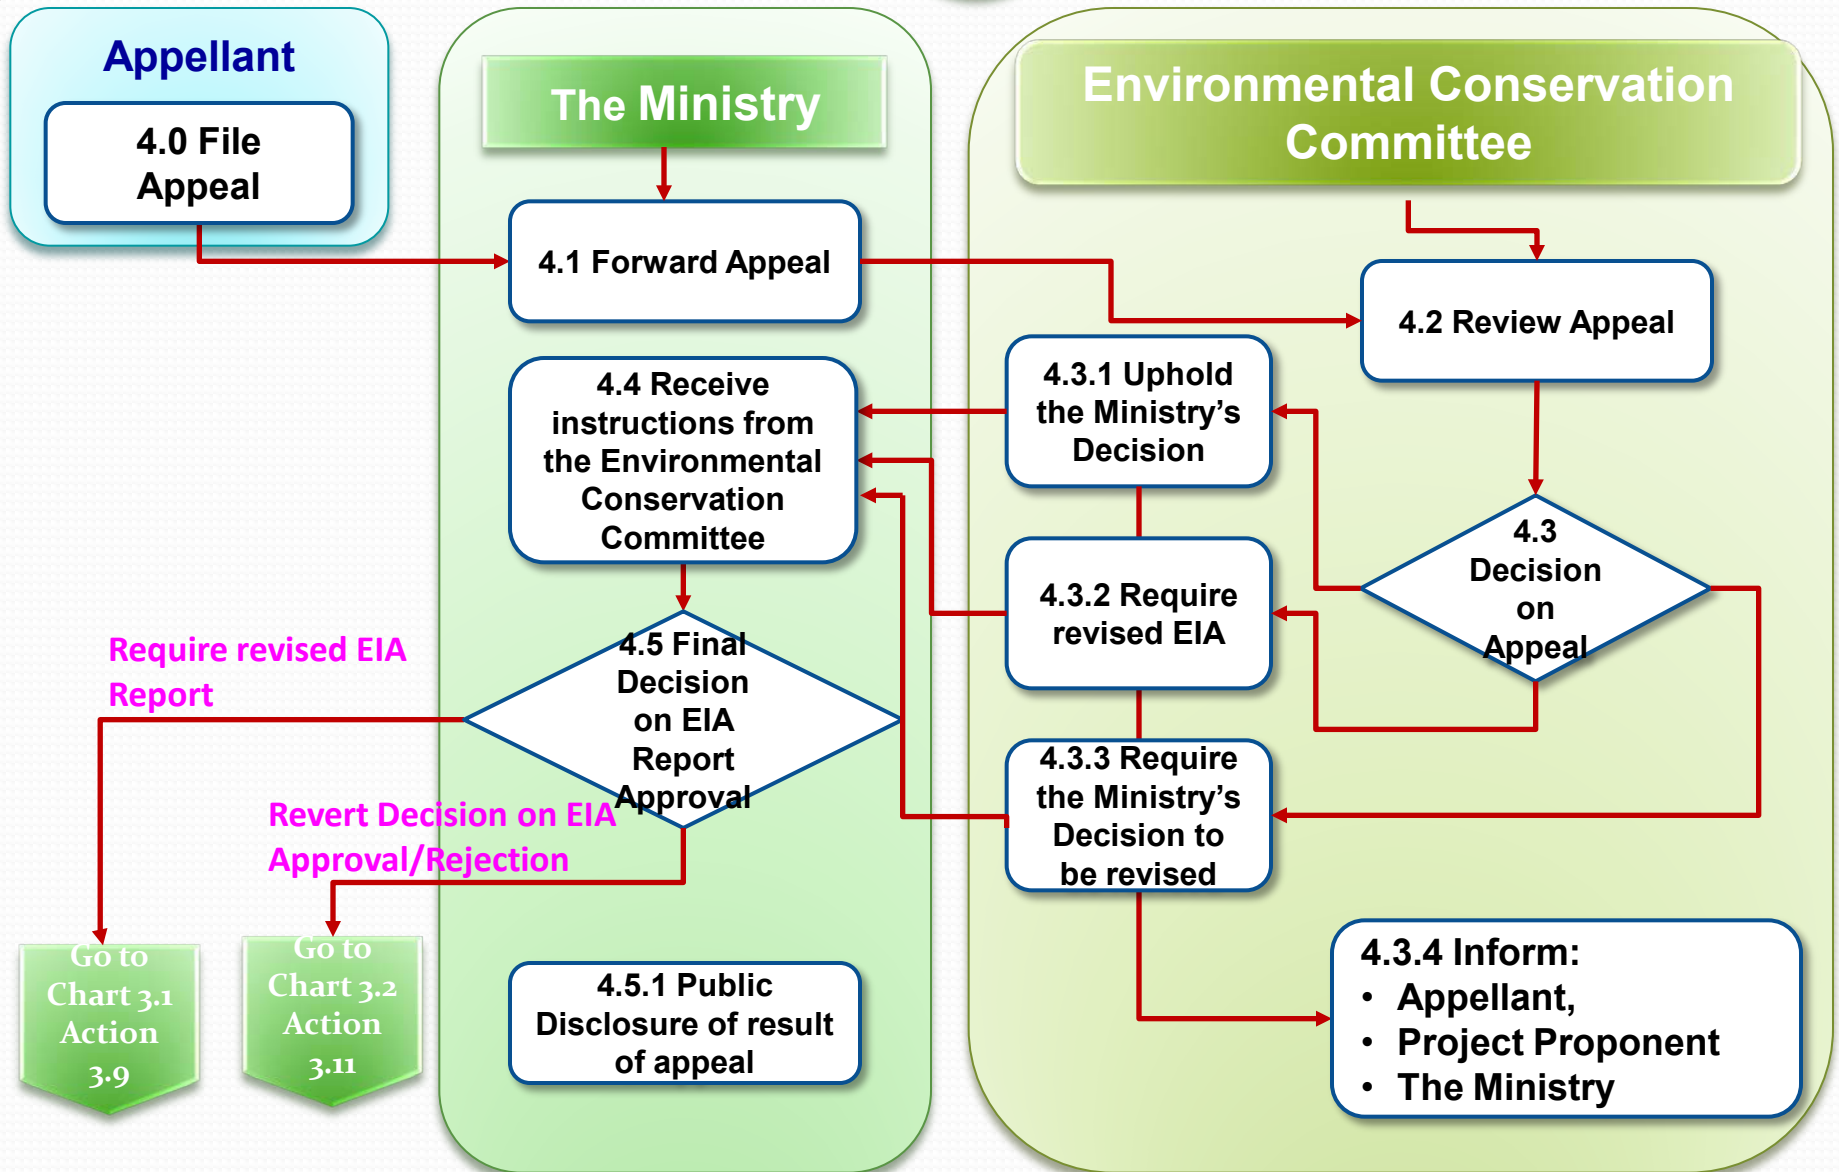 Appellant
4.0 File
Appeal
The Ministry
4.1 Forward Appeal
4.4 Receive
instructions from
the Environmental
Conservation
Committee
4.5 Final
Decision
on EIA
Report
Approval
Require revised EIA
Report
Revert Decision on EIA
Approval/Rejection
Go to
Chart 3.1
Action
3.9
Go to
Chart 3.2
Action
3.11
4.5.1 Public
Disclosure of result
of appeal
Environmental Conservation
Committee
4.2 Review Appeal
4.3.1 Uphold
the Ministry’s
Decision
4.3
Decision
on
Appeal
4.3.2 Require
revised EIA
4.3.3 Require
the Ministry’s
Decision to
be revised
4.3.4 Inform:
• Appellant,
• Project Proponent
• The Ministry